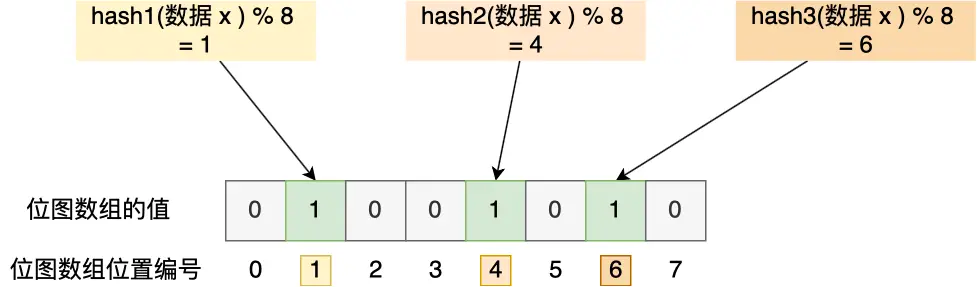 hash1(数据 x ) % 8
= 1
hash2(数据 x ) % 8
= 4
hash3(数据 x ) % 8
= 6
位图数组的值 0 1 0 0 1 0 1 0
位图数组位置编号 0 1 2 3 4 5 6 7